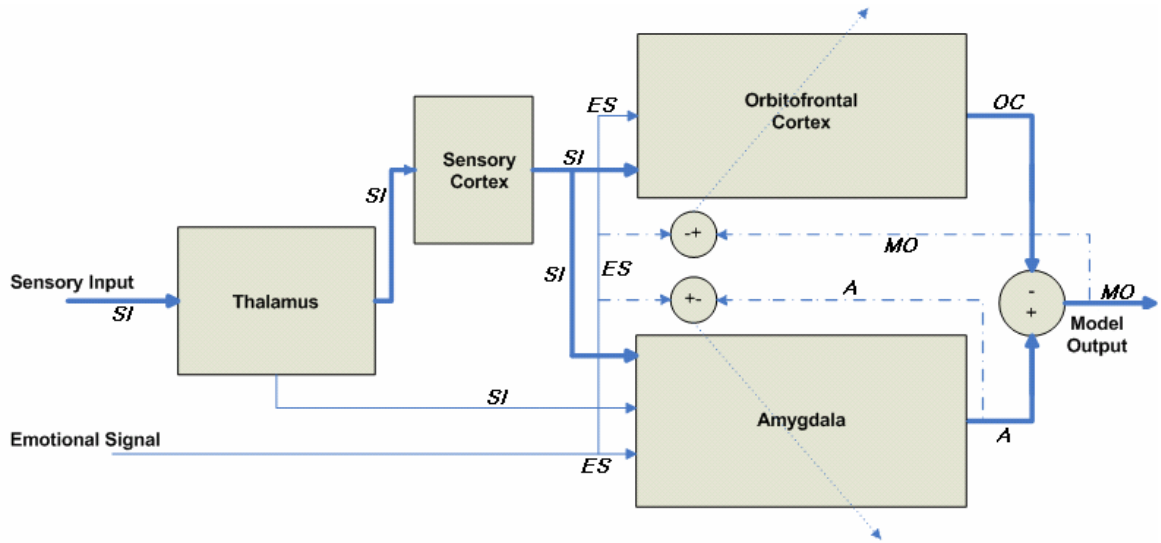 Orbitofrontal
Cortex
OC
ES
Sensory
Cortex
SI
SI
-+
MO
SI
ES
Sensory Input
SI
Thalamus
+-
A
-
+
MO
Model
Output
SI
Amygdala
A
Emotional Signal
ES